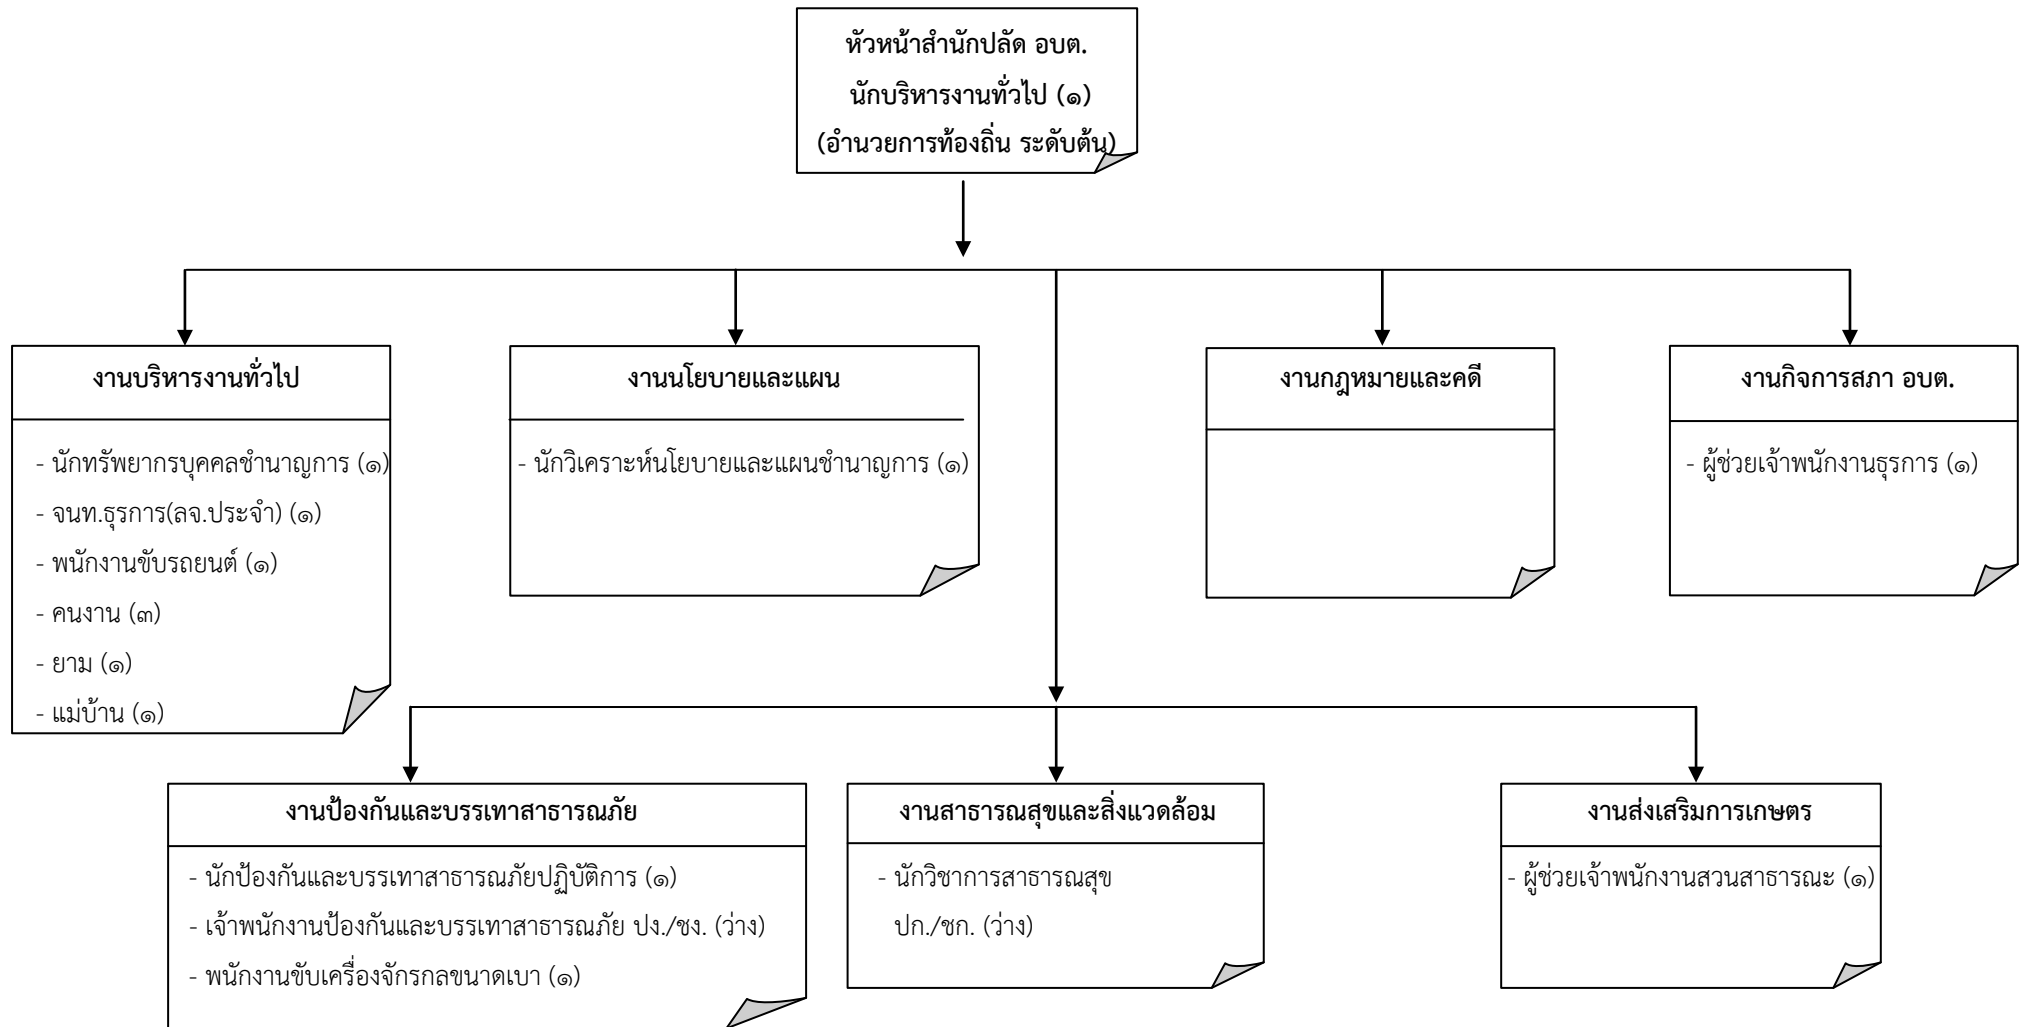 หัวหน้าสำนักปลัด อบต.
นักบริหารงานทั่วไป (๑)
(อำนวยการท้องถิ่น ระดับต้น)
งานบริหารงานทั่วไป
- นักทรัพยากรบุคคลชำนาญการ (๑)
- จนท.ธุรการ(ลจ.ประจำ) (๑)
- พนักงานขับรถยนต์ (๑)
- คนงาน (๓)
- ยาม (๑)
- แม่บ้าน (๑)
งานนโยบายและแผน
- นักวิเคราะห์นโยบายและแผนชำนาญการ (๑)
งานกฎหมายและคดี
งานกิจการสภา อบต.
- ผู้ช่วยเจ้าพนักงานธุรการ (๑)
งานป้องกันและบรรเทาสาธารณภัย
- นักป้องกันและบรรเทาสาธารณภัยปฏิบัติการ (๑)
- เจ้าพนักงานป้องกันและบรรเทาสาธารณภัย ปง./ชง. (ว่าง)
- พนักงานขับเครื่องจักรกลขนาดเบา (๑)
งานสาธารณสุขและสิ่งแวดล้อม
- นักวิชาการสาธารณสุข
ปก./ชก. (ว่าง)
งานส่งเสริมการเกษตร
- ผู้ช่วยเจ้าพนักงานสวนสาธารณะ (๑)